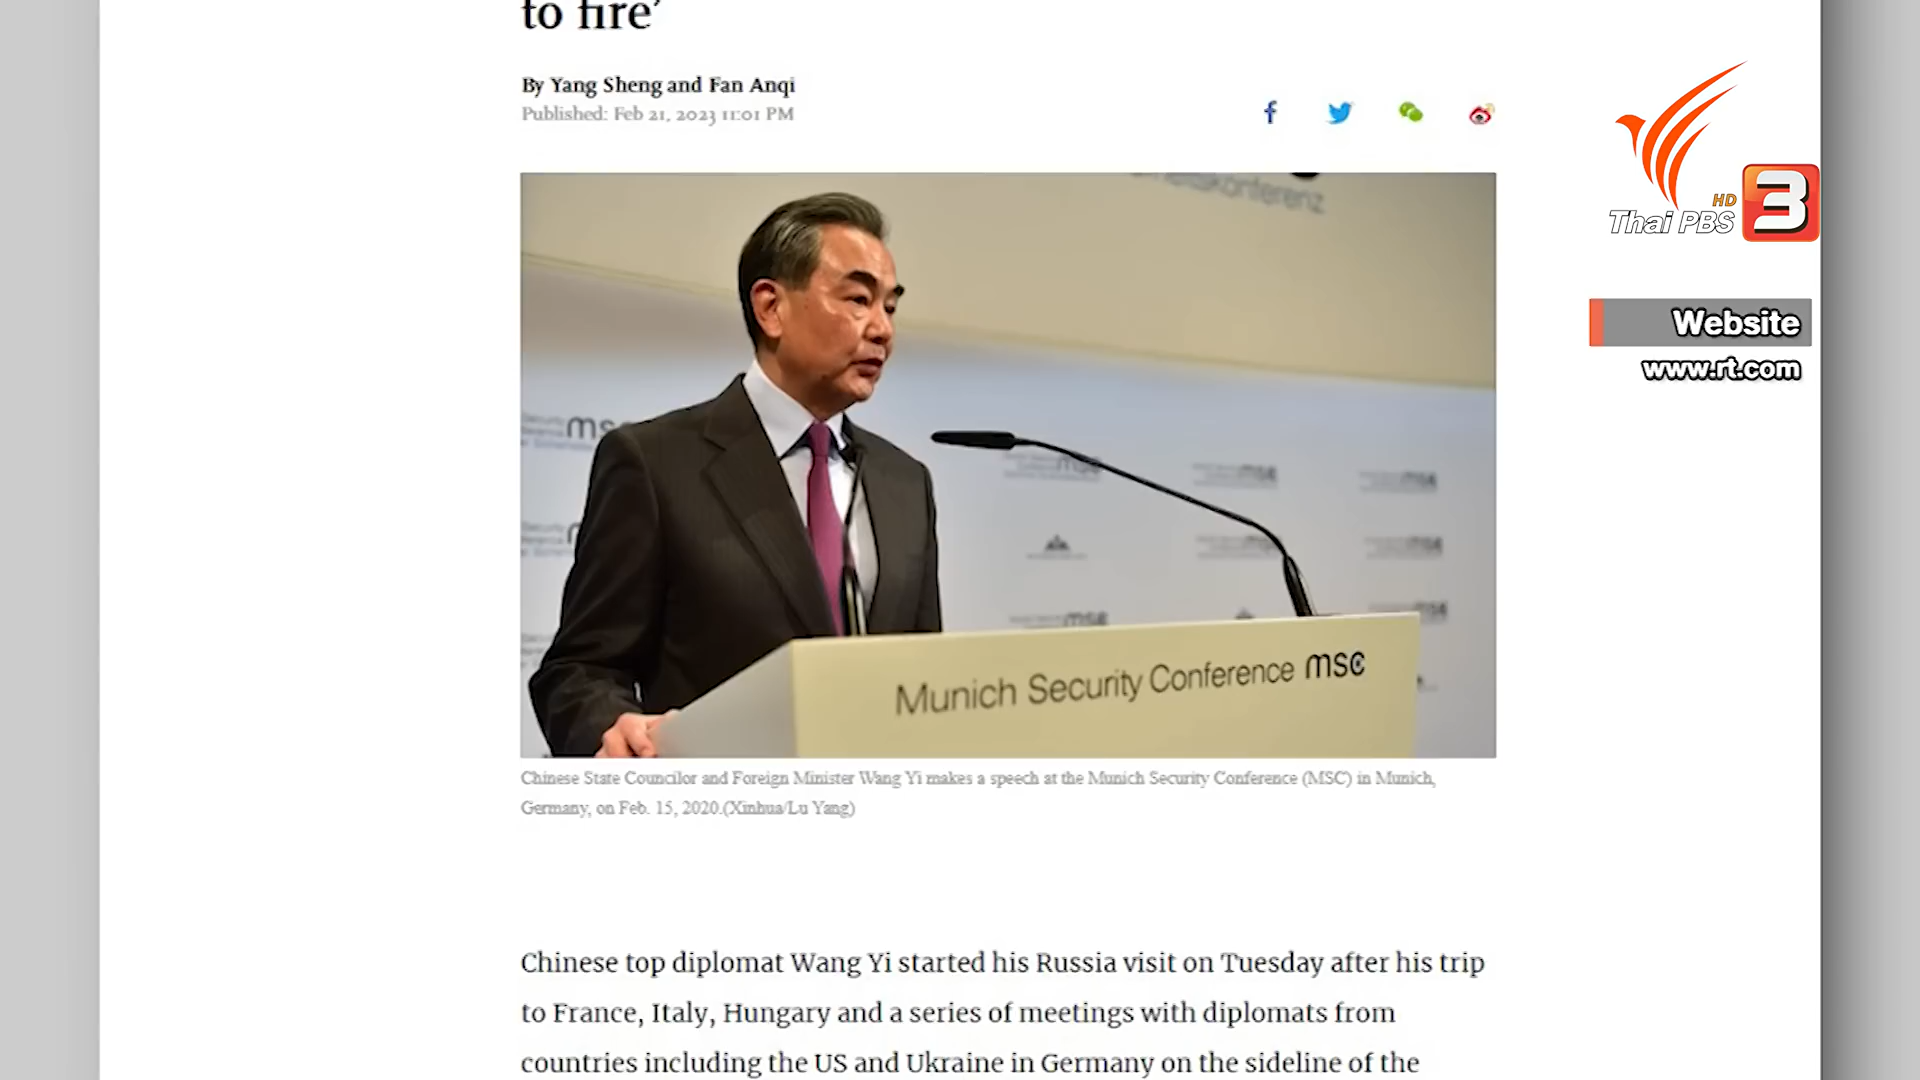 to fire'
By Yang Sheng and Fan Anqi
Published: Feb 21, 2023 11:01 PM
HD
Thai PBS 3
Website
www.rt.com
msc
Munich Security Conference msc
Chinese State Councilor and Foreign Minister Wang Yi makes a speech at the Munich Security Conference (MSC) in Munich,
Germany, on Feb. 15, 2020.(Xinhua/Lu Yang)
Chinese top diplomat Wang Yi started his Russia visit on Tuesday after his trip
to France, Italy, Hungary and a series of meetings with diplomats from
countries including the US and Ukraine in Germany on the sideline of the